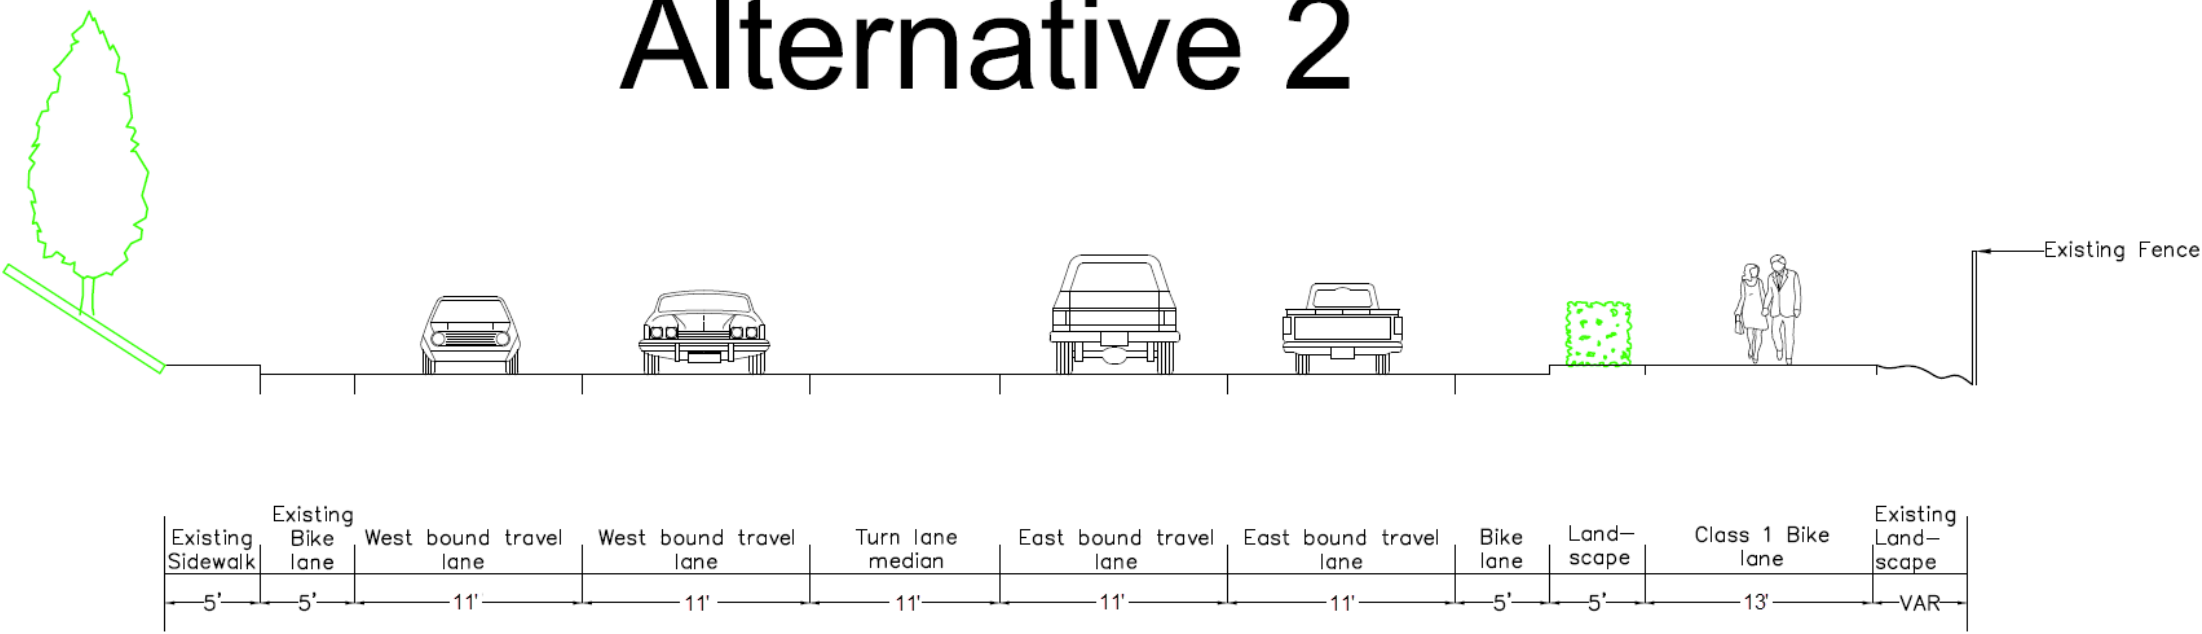 Alternative 2
Existing Fence
Existing
Sidewalk
Existing
Bike
lane
West bound travel
lane
West bound travel
lane
Turn lane
median
East bound travel
lane
East bound travel
lane
Bike
lane
Land-
scape
Class 1 Bike
lane
Existing
Land-
scape
5' 5' 11' 11' 11' 11' 11' 5' 5' 13' VAR